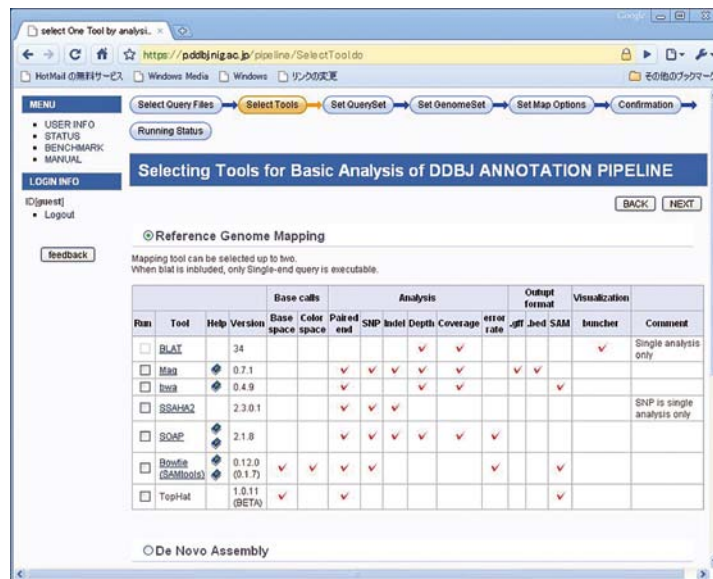 Google
select One Tool by analysi..
https://p.ddbj.nig.ac.jp/pipeline/SelectTool.do
HotMail の無料サービス Windows Media Windows リンクの変更 その他のブックマーク
MENU
USER INFO
STATUS
BENCHMARK
MANUAL
LOGIN INFO
ID[guest]
Logout
feedback
Select Query Files Select Tools Set QuerySet Set GenomeSet Set Map Options Confirmation
Running Status
Selecting Tools for Basic Analysis of DDBJ ANNOTATION PIPELINE
BACK NEXT
Reference Genome Mapping
Mapping tool can be selected up to two.
When blat is inbluded, only Single-end query is executable.
Base calls Analysis Outupt format Visualization
Run Tool Help Version Base space Color space Paired end SNP Indel Depth Coverage error rate .gff .bed SAM buncher Comment
BLAT 34 Single analysis only
Maq 0.7.1
bwa 0.4.9
SSAHA2 2.3.0.1 SNP is single analysis only
SOAP 2.1.8
Bowtie (SAMtools) 0.12.0 (0.1.7)
TopHat 1.0.11 (BETA)
De Novo Assembly